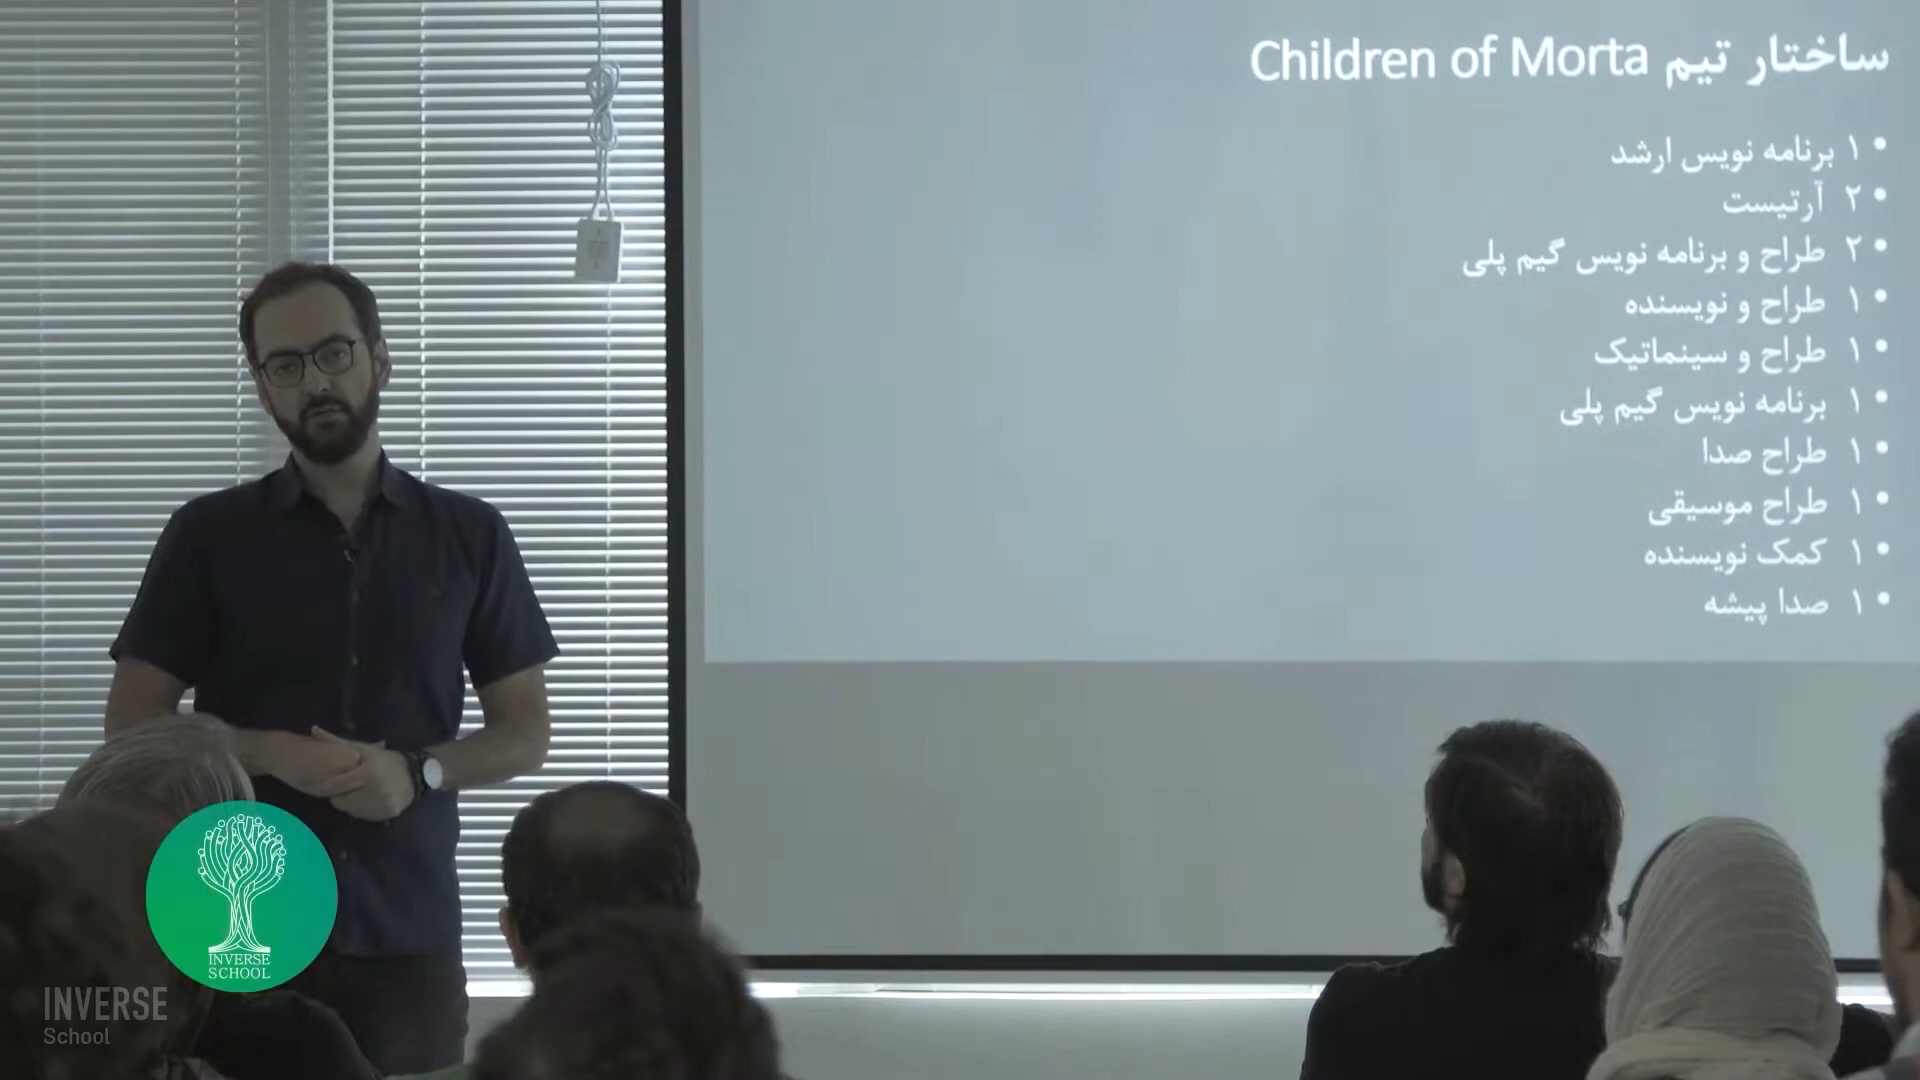 ساختار تیم Children of Morta
• ۱ برنامه نویس ارشد
• ۲ آرتیست
• ۲ طراح و برنامه نویس گیم پلی
• ۱ طراح و نویسنده
• ۱ طراح و سینماتیک
• ۱ برنامه نویس گیم پلی
• ۱ طراح صدا
• ۱ طراح موسیقی
• ۱ کمک نویسنده
• ۱ صدا پیشه
INVERSE
SCHOOL
INVERSE
School